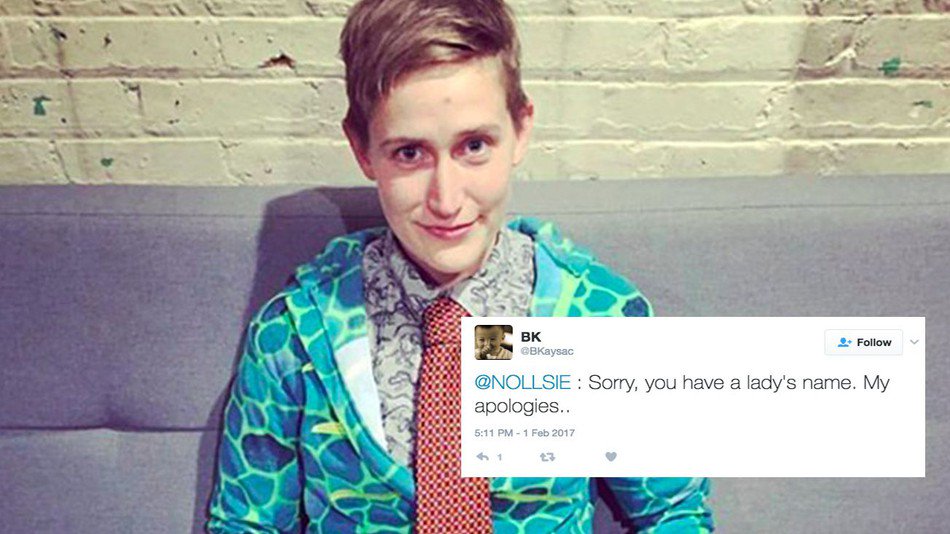 BK
@BKaysac
Follow
@NOLLSIE : Sorry, you have a lady's name. My
apologies..
5:11 PM - 1 Feb 2017
1